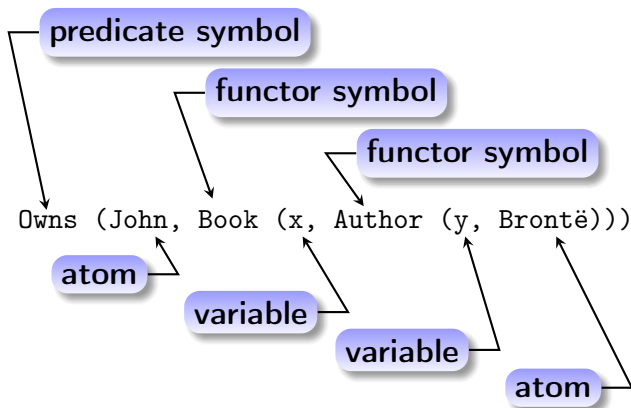 predicate symbol
functor symbol
functor symbol
Owns (John, Book (x, Author (y, Brontë)))
atom
variable
variable
atom